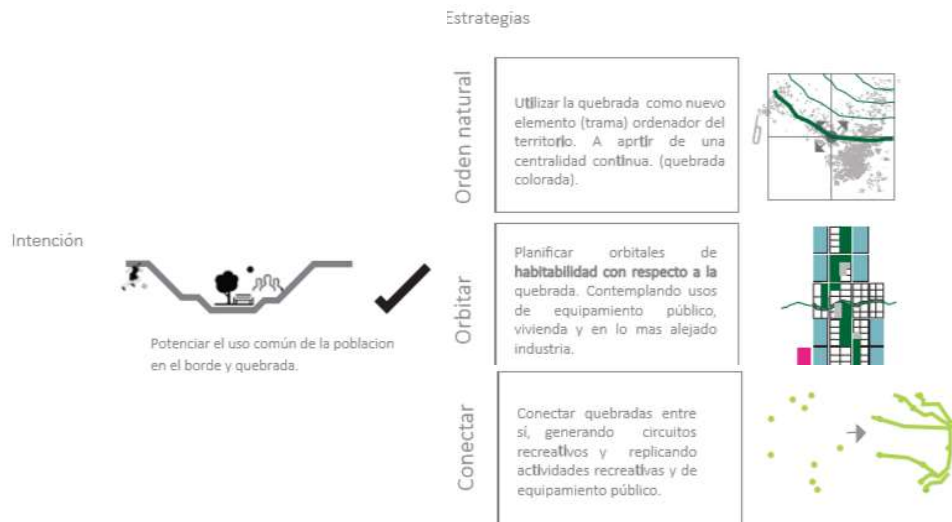 Estrategias
Orden natural
Utilizar la quebrada como nuevo
elemento (trama) ordenador del
territorio. A aprtir de una
centralidad continua. (quebrada
colorada).
Intención
Potenciar el uso común de la poblacion
en el borde y quebrada.
Orbitar
Planificar orbitales de
habitabilidad con respecto a la
quebrada. Contemplando usos
de equipamiento público,
vivienda y en lo mas alejado
industria.
Conectar
Conectar quebradas entre
sí, generando circuitos
recreativos y replicando
actividades recreativas y de
equipamiento público.